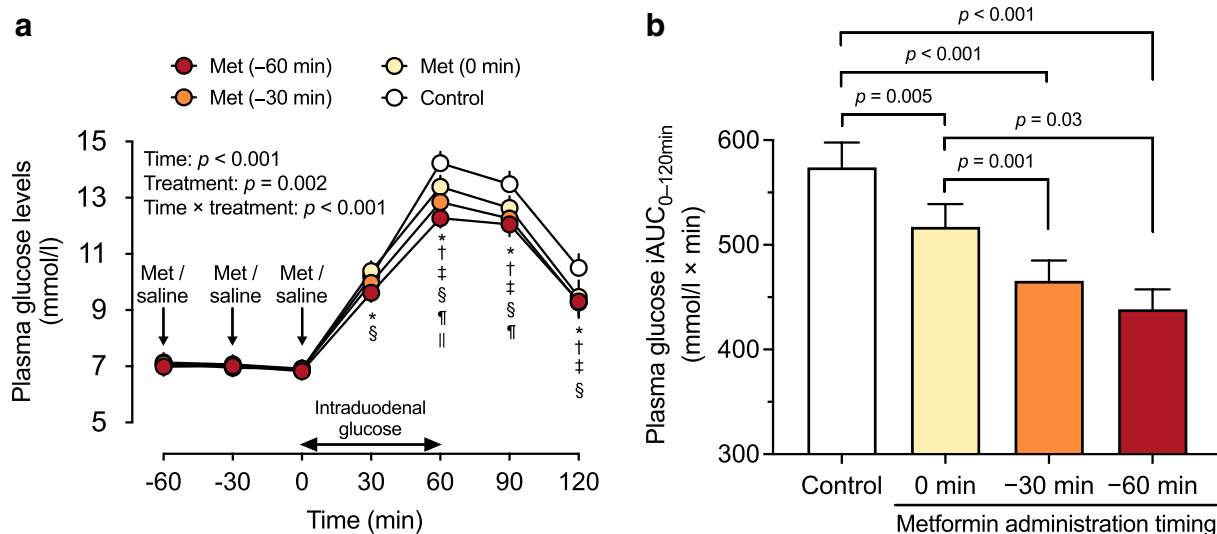 a
Met (−60 min)
Met (−30 min)
Met (0 min)
Control
Time: p < 0.001
Treatment: p = 0.002
Time × treatment: p < 0.001
Plasma glucose levels
(mmol/l)
15
13
11
9
7
5
Met /
saline
Met /
saline
Met /
saline
*
§
*
†
‡
§
¶
||
*
†
‡
§
¶
*
†
‡
§
Intraduodenal
glucose
-60
-30
0
30
60
90
120
Time (min)
b
p < 0.001
p < 0.001
p = 0.005
p = 0.03
p = 0.001
Plasma glucose iAUC0–120min
(mmol/l × min)
600
500
400
300
Control
0 min
−30 min
−60 min
Metformin administration timing